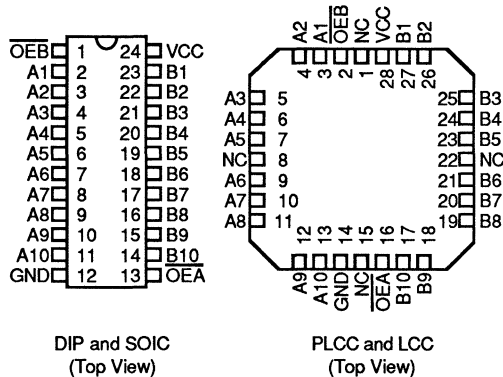 O̅E̅B̅ 1 24 VCC
A1 2 23 B1
A2 3 22 B2
A3 4 21 B3
A4 5 20 B4
A5 6 19 B5
A6 7 18 B6
A7 8 17 B7
A8 9 16 B8
A9 10 15 B9
A10 11 14 B10
GND 12 13 O̅E̅A̅
DIP and SOIC
(Top View)
A2 A1 O̅E̅B̅ NC VCC B1 B2
4 3 2 1 28 27 26
A3 5 25 B3
A4 6 24 B4
A5 7 23 B5
NC 8 22 NC
A6 9 21 B6
A7 10 20 B7
A8 11 19 B8
12 13 14 15 16 17 18
A9 A10 GND NC O̅E̅A̅ B10 B9
PLCC and LCC
(Top View)